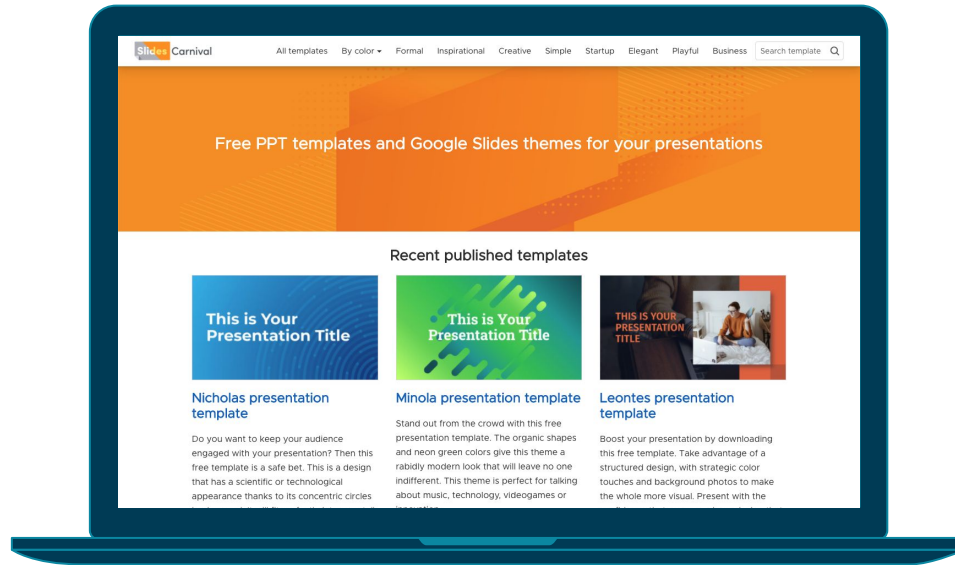 Slides Carnival
All templates By color Formal Inspirational Creative Simple Startup Elegant Playful Business Search template
Free PPT templates and Google Slides themes for your presentations
Recent published templates
This is Your
Presentation Title
This is Your
Presentation Title
THIS IS YOUR
PRESENTATION
TITLE
Nicholas presentation
template
Do you want to keep your audience
engaged with your presentation? Then this
free template is a safe bet. This is a design
that has a scientific or technological
appearance thanks to its concentric circles
Minola presentation template
Stand out from the crowd with this free
presentation template. The organic shapes
and neon green colors give this theme a
rabidly modern look that will leave no one
indifferent. This theme is perfect for talking
about music, technology, videogames or
Leontes presentation
template
Boost your presentation by downloading
this free template. Take advantage of a
structured design, with strategic color
touches and background photos to make
the whole more visual. Present with the